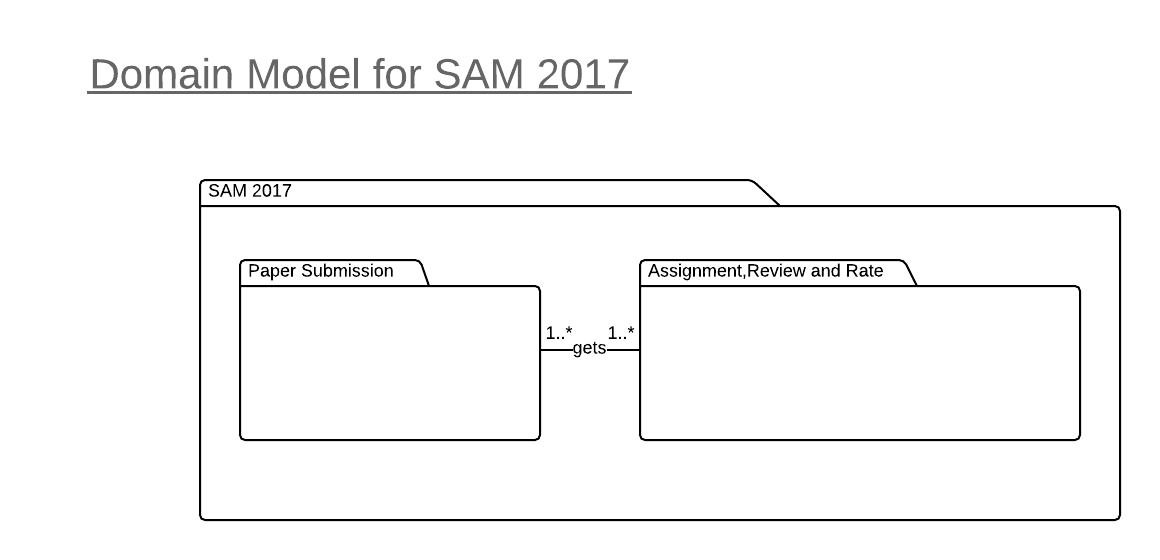 Domain Model for SAM 2017
SAM 2017
Paper Submission
Assignment,Review and Rate
1..* 1..*
gets